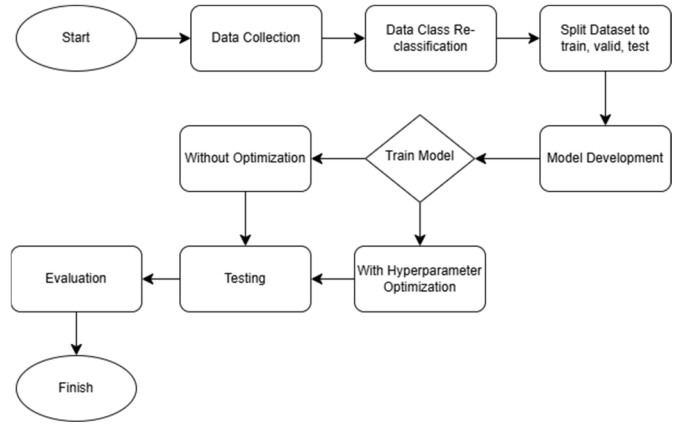 Start
Data Collection
Data Class Re-
classification
Split Dataset to
train, valid, test
Without Optimization
Train Model
Model Development
Evaluation
Testing
With Hyperparameter
Optimization
Finish